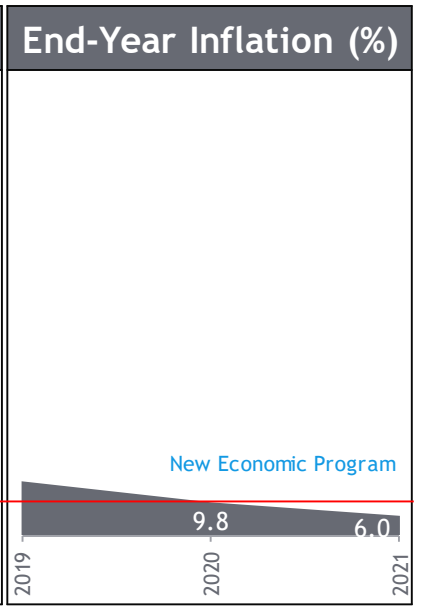 End-Year Inflation (%)
New Economic Program
9.8
6.0
2019
2020
2021